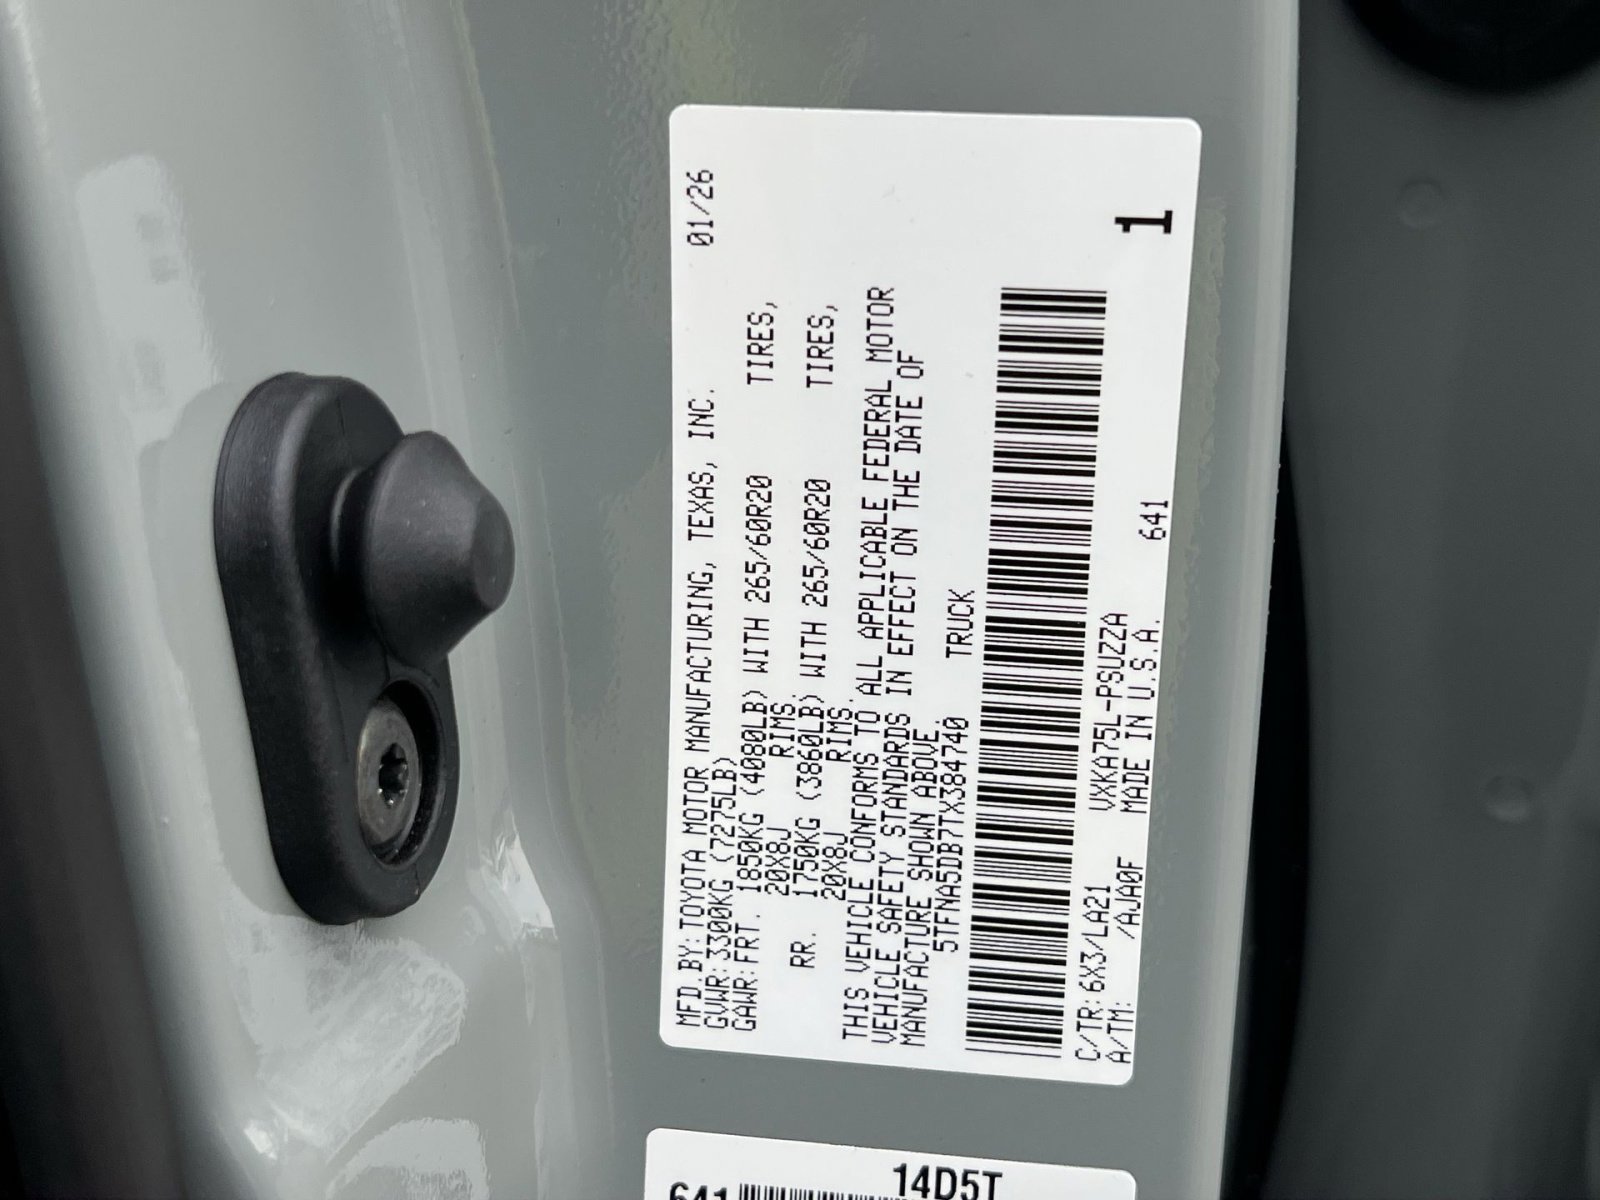 MFD.BY:TOYOTA MOTOR MANUFACTURING, TEXAS, INC. 01/26
GVWR:3300KG (7275LB)
GAWR:FRT. 1850KG (4080LB) WITH 265/60R20 TIRES,
20X8J RIMS.
RR. 1750KG (3860LB) WITH 265/60R20 TIRES,
20X8J RIMS.
THIS VEHICLE CONFORMS TO ALL APPLICABLE FEDERAL MOTOR
VEHICLE SAFETY STANDARDS IN EFFECT ON THE DATE OF
MANUFACTURE SHOWN ABOVE.
5TFNA5DB7TX384740 TRUCK
C/TR:6X3/LA21 VXKA75L-PSUZZA
A/TM: /AJA0F MADE IN U.S.A. 641
1
14D5T
641